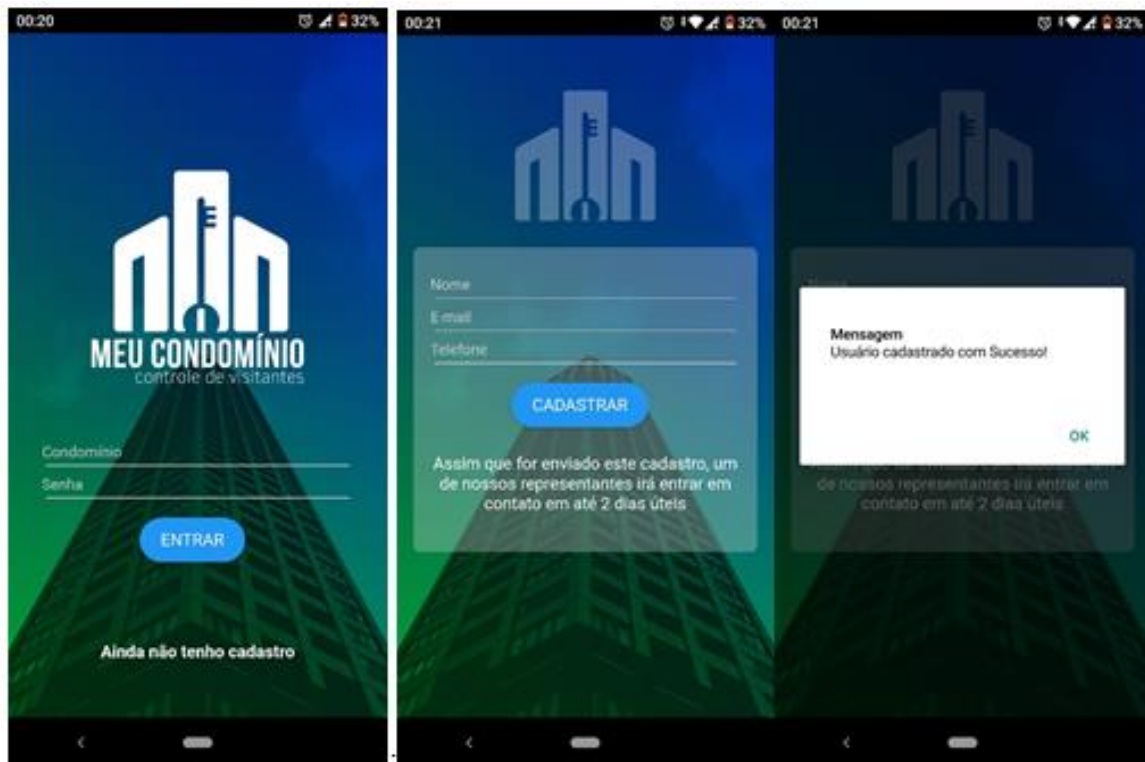 00:20
32%
MEU CONDOMÍNIO
controle de visitantes
Condomínio
Senha
ENTRAR
Ainda não tenho cadastro
00:21
32%
Nome
E-mail
Telefone
CADASTRAR
Assim que for enviado este cadastro, um
de nossos representantes irá entrar em
contato em até 2 dias úteis
00:21
32%
Nome
Mensagem
Usuário cadastrado com Sucesso!
OK
de nossos representantes irá entrar em
contato em até 2 dias úteis